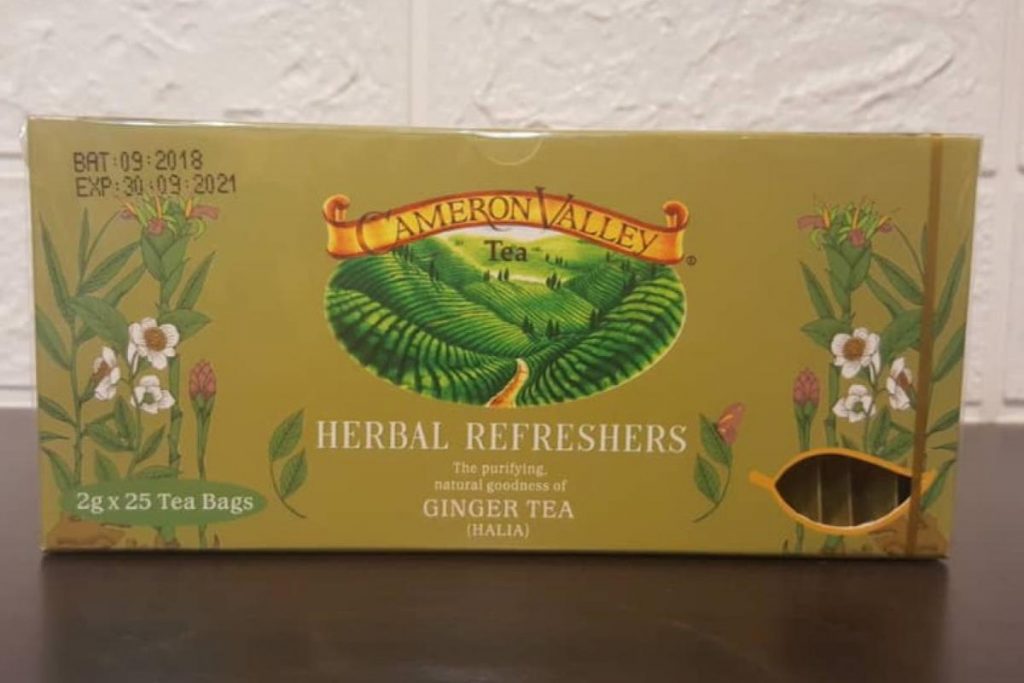 BAT:09:2018
EXP:30:09:2021
CAMERON VALLEY
Tea
®
HERBAL REFRESHERS
The purifying,
natural goodness of
GINGER TEA
(HALIA)
2g x 25 Tea Bags